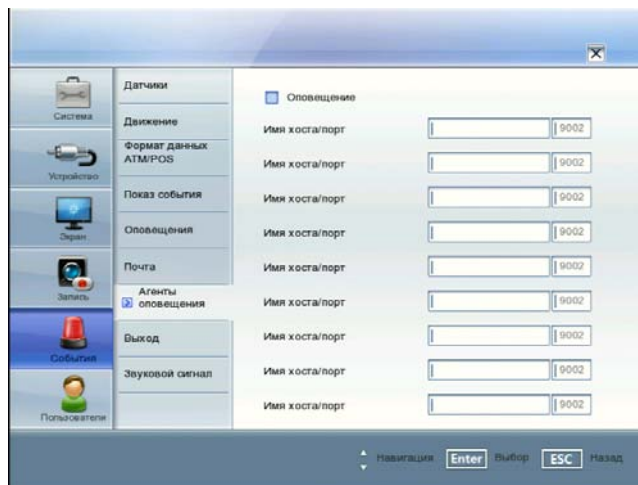 Система
Устройство
Экран
Запись
События
Пользователи
Датчики
Движение
Формат данных
ATM/POS
Показ события
Оповещения
Почта
Агенты
оповещения
Выход
Звуковой сигнал
Оповещение
Имя хоста/порт 9002
Имя хоста/порт 9002
Имя хоста/порт 9002
Имя хоста/порт 9002
Имя хоста/порт 9002
Имя хоста/порт 9002
Имя хоста/порт 9002
Имя хоста/порт 9002
Имя хоста/порт 9002
Навигация Enter Выбор ESC Назад